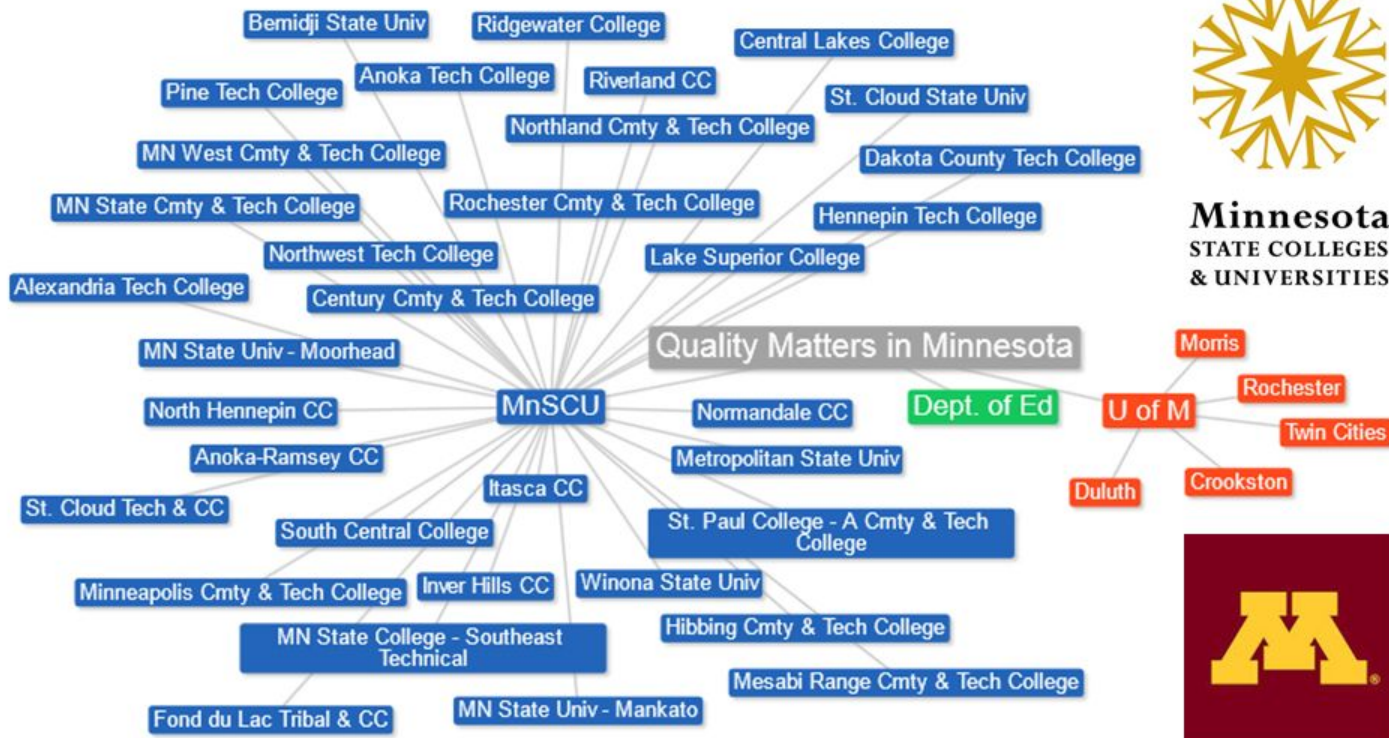 Bemidji State Univ
Ridgewater College
Central Lakes College
Anoka Tech College
Riverland CC
Pine Tech College
St. Cloud State Univ
Northland Cmty & Tech College
MN West Cmty & Tech College
Dakota County Tech College
MN State Cmty & Tech College
Rochester Cmty & Tech College
Hennepin Tech College
Northwest Tech College
Lake Superior College
Alexandria Tech College
Century Cmty & Tech College
Minnesota
STATE COLLEGES
& UNIVERSITIES
MN State Univ - Moorhead
Quality Matters in Minnesota
Morris
Rochester
North Hennepin CC
MnSCU
Normandale CC
Dept. of Ed
U of M
Twin Cities
Anoka-Ramsey CC
Metropolitan State Univ
Itasca CC
Duluth
Crookston
St. Cloud Tech & CC
South Central College
St. Paul College - A Cmty & Tech
College
Minneapolis Cmty & Tech College
Inver Hills CC
Winona State Univ
MN State College - Southeast
Technical
Hibbing Cmty & Tech College
Mesabi Range Cmty & Tech College
Fond du Lac Tribal & CC
MN State Univ - Mankato
M
®